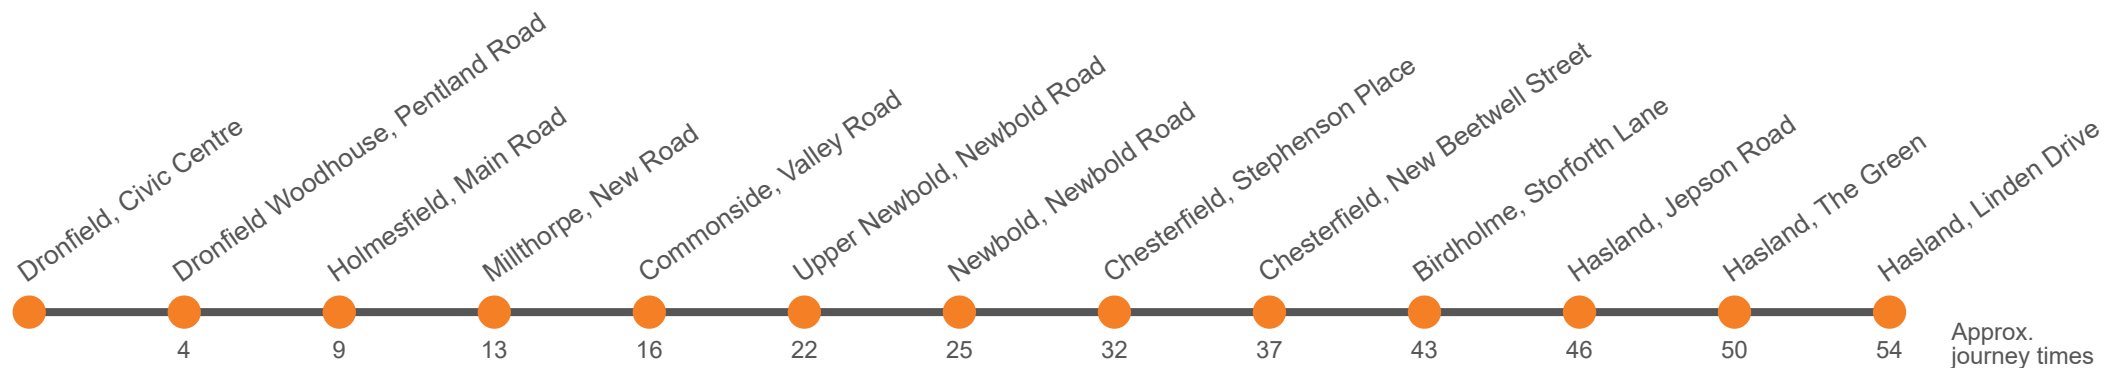 Dronfield, Civic Centre
Dronfield Woodhouse, Pentland Road
Holmesfield, Main Road
Millthorpe, New Road
Commonside, Valley Road
Upper Newbold, Newbold Road
Newbold, Newbold Road
Chesterfield, Stephenson Place
Chesterfield, New Beetwell Street
Birdholme, Storforth Lane
Hasland, Jepson Road
Hasland, The Green
Hasland, Linden Drive
4 9 13 16 22 25 32 37 43 46 50 54
Approx.
journey times